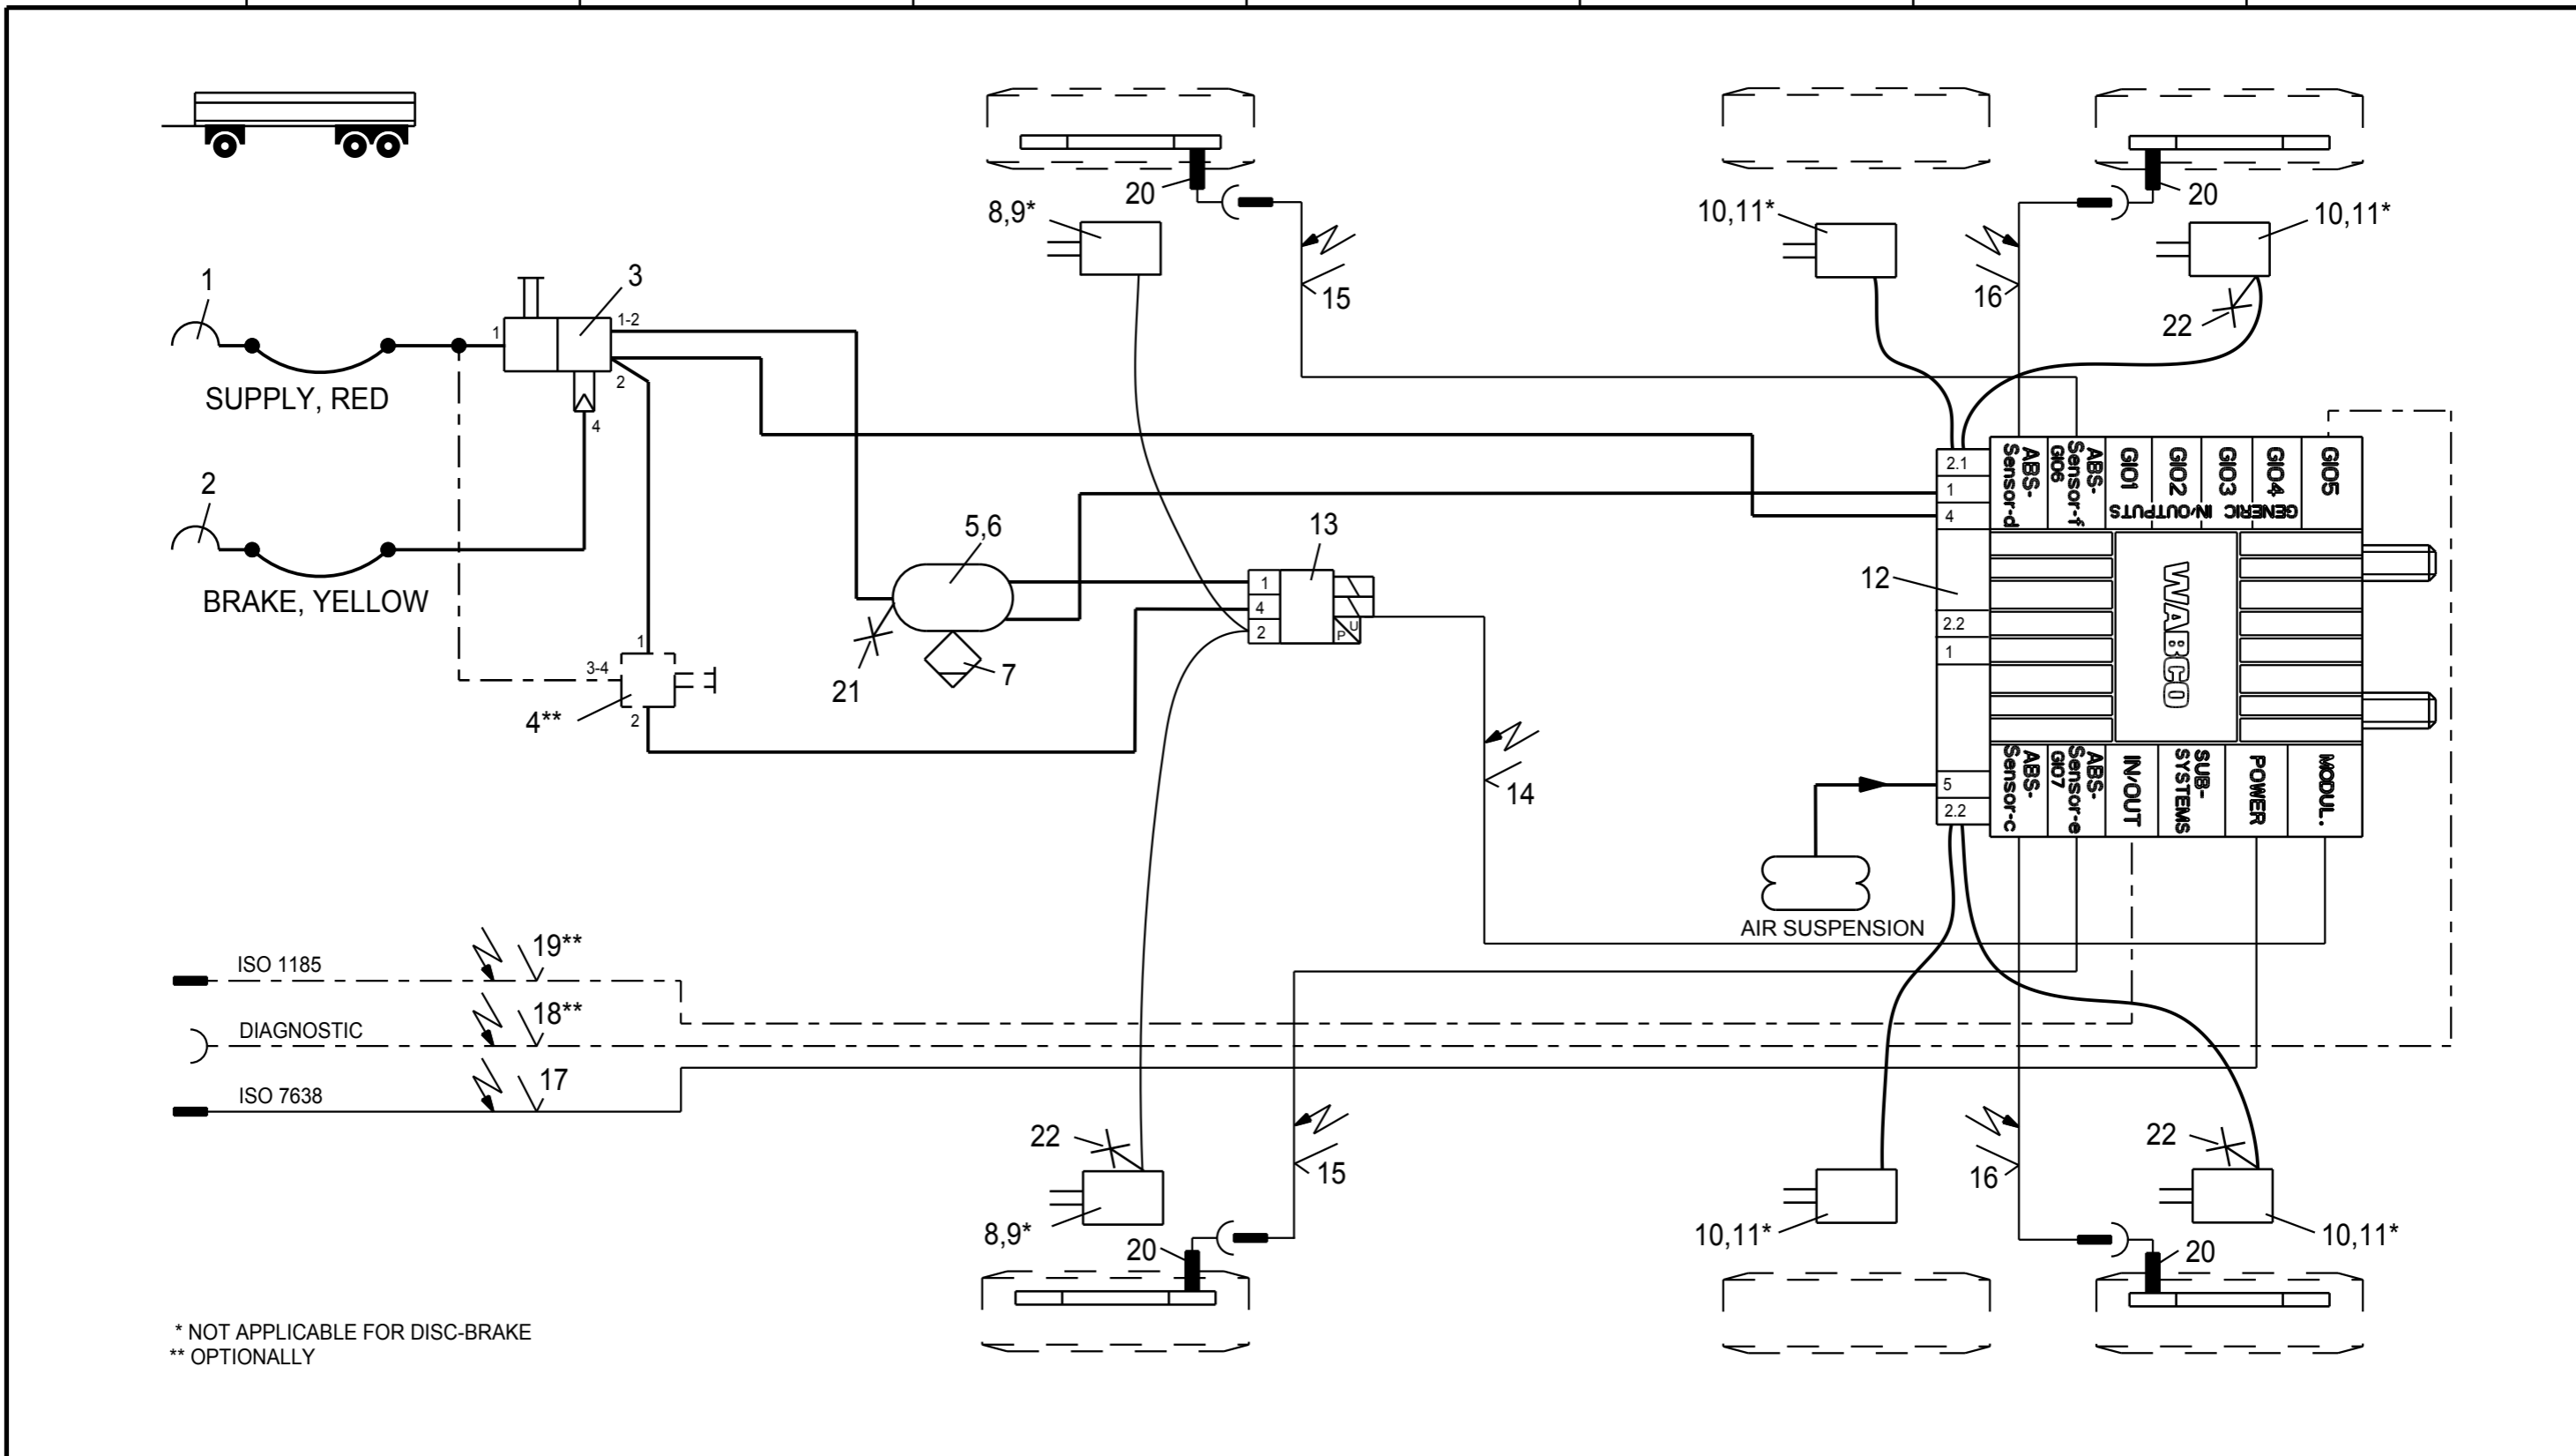 20
8,9*
15
10,11*
16
20
10,11*
22
1
SUPPLY, RED
3
1
1-2
2
4
2
BRAKE, YELLOW
5,6
21
7
13
1
4
2
U
P
1
3-4
2
4**
14
12
2.1
1
4
2.2
1
5
2.2
ABS-
Sensor-d
ABS-
Sensor-f
GIO6
GIO1
GIO2
GIO3
GIO4
GIO5
GENERIC IN/OUTPUTS
WABCO
ABS-
Sensor-c
ABS-
Sensor-e
GIO7
IN/OUT
SUB-
SYSTEMS
POWER
MODUL.
AIR SUSPENSION
ISO 1185
19**
DIAGNOSTIC
18**
ISO 7638
17
22
8,9*
20
15
10,11*
16
22
20
10,11*
* NOT APPLICABLE FOR DISC-BRAKE
** OPTIONALLY